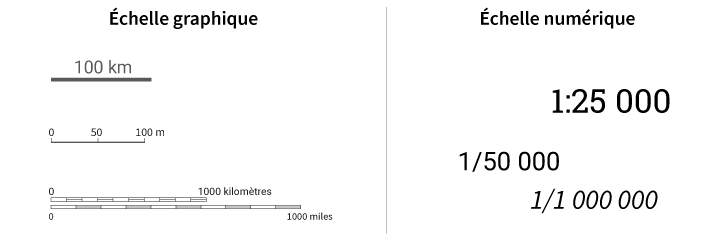 Échelle graphique
100 km
0 50 100 m
0 1000 kilomètres
0 1000 miles
Échelle numérique
1:25 000
1/50 000
1/1 000 000